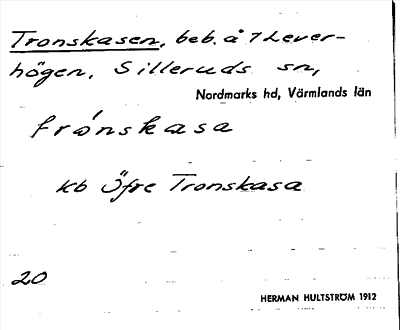 Tronskasen, beb. å 7 Lever-
högen, Silleruds sn,
Nordmarks hd, Värmlands län
frónskasa
kb Öfre Tronskasa
20
HERMAN HULTSTRÖM 1912